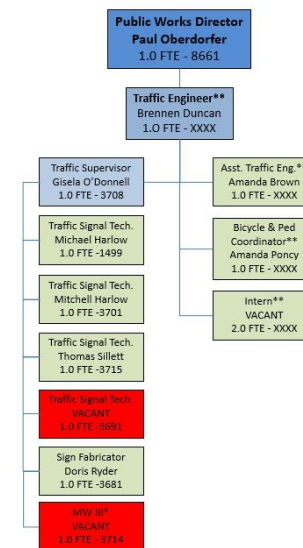 Public Works Director
Paul Oberdorfer
1.0 FTE - 8661
Traffic Engineer**
Brennen Duncan
1.O FTE - XXXX
Traffic Supervisor
Gisela O'Donnell
1.0 FTE - 3708
Traffic Signal Tech.
Michael Harlow
1.0 FTE -1499
Traffic Signal Tech.
Mitchell Harlow
1.0 FTE -3701
Traffic Signal Tech.
Thomas Sillett
1.0 FTE -3715
Traffic Signal Tech.
VACANT
1.0 FTE -3691
Sign Fabricator
Doris Ryder
1.0 FTE -3681
MW III*
VACANT
1.0 FTE - 3714
Asst. Traffic Eng.*
Amanda Brown
1.0 FTE - XXXX
Bicycle & Ped
Coordinator**
Amanda Poncy
1.0 FTE - XXXX
Intern**
VACANT
2.0 FTE - XXXX